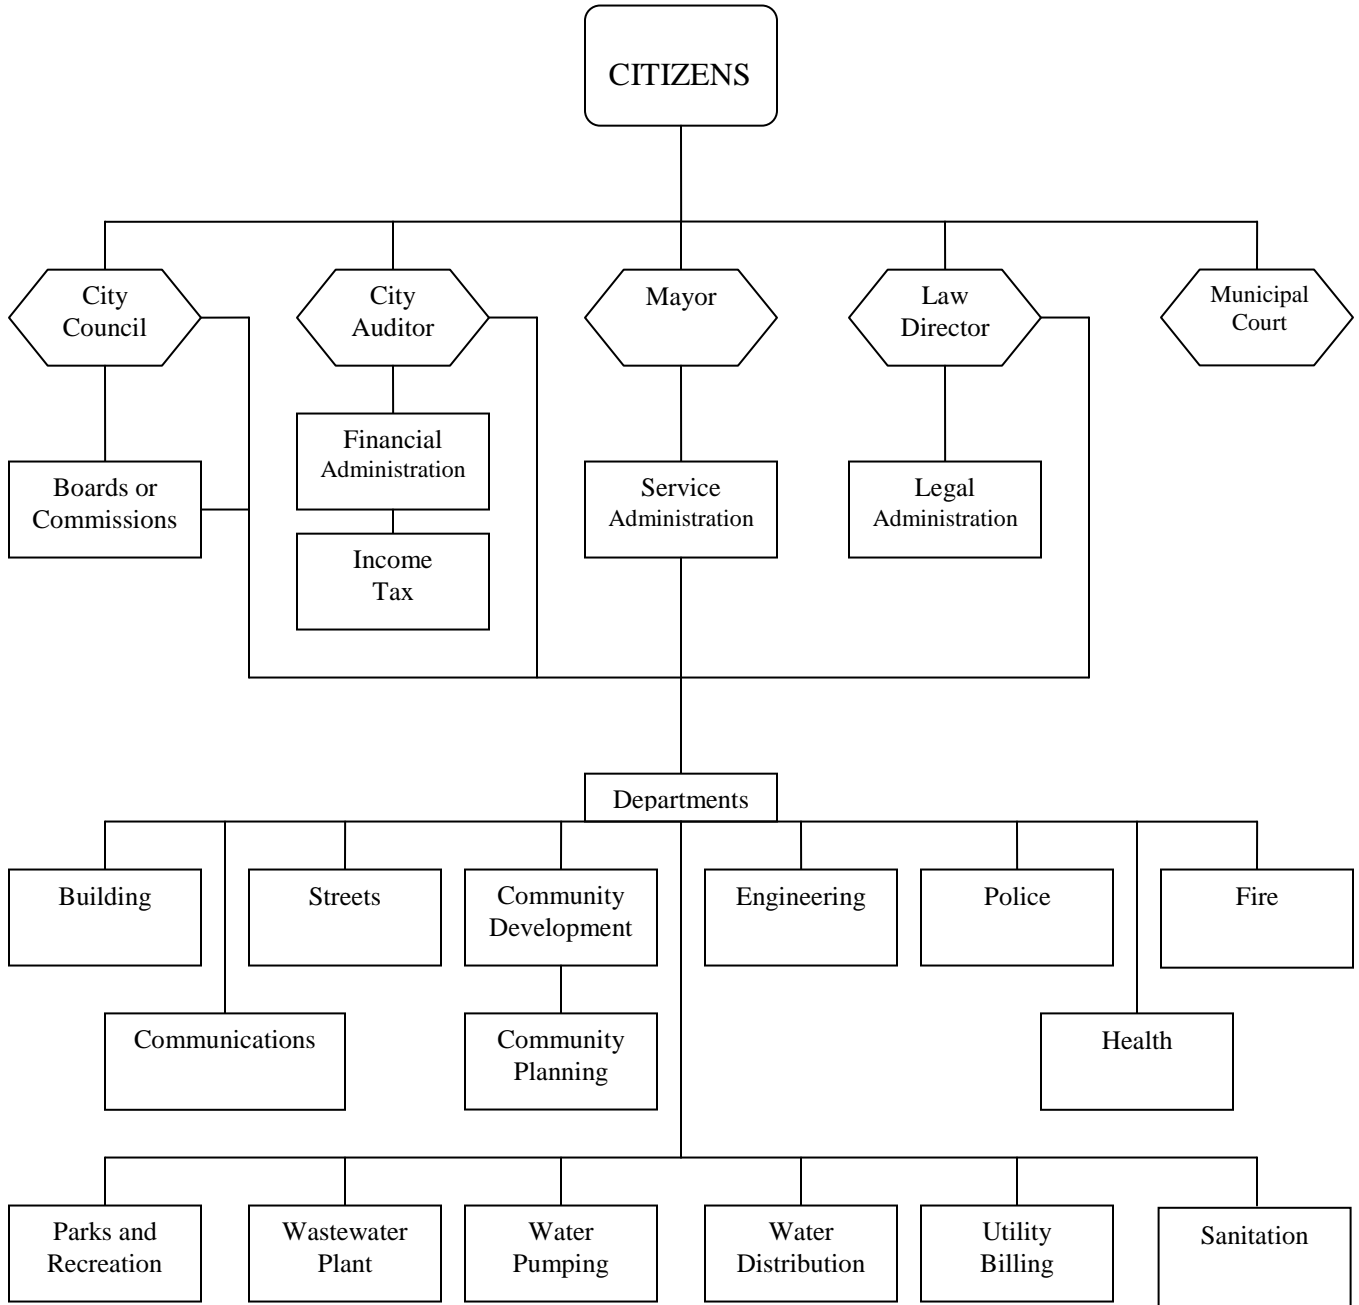 CITIZENS
City
Council
City
Auditor
Mayor
Law
Director
Municipal
Court
Financial
Administration
Boards or
Commissions
Service
Administration
Legal
Administration
Income
Tax
Departments
Building
Streets
Community
Development
Engineering
Police
Fire
Communications
Community
Planning
Health
Parks and
Recreation
Wastewater
Plant
Water
Pumping
Water
Distribution
Utility
Billing
Sanitation